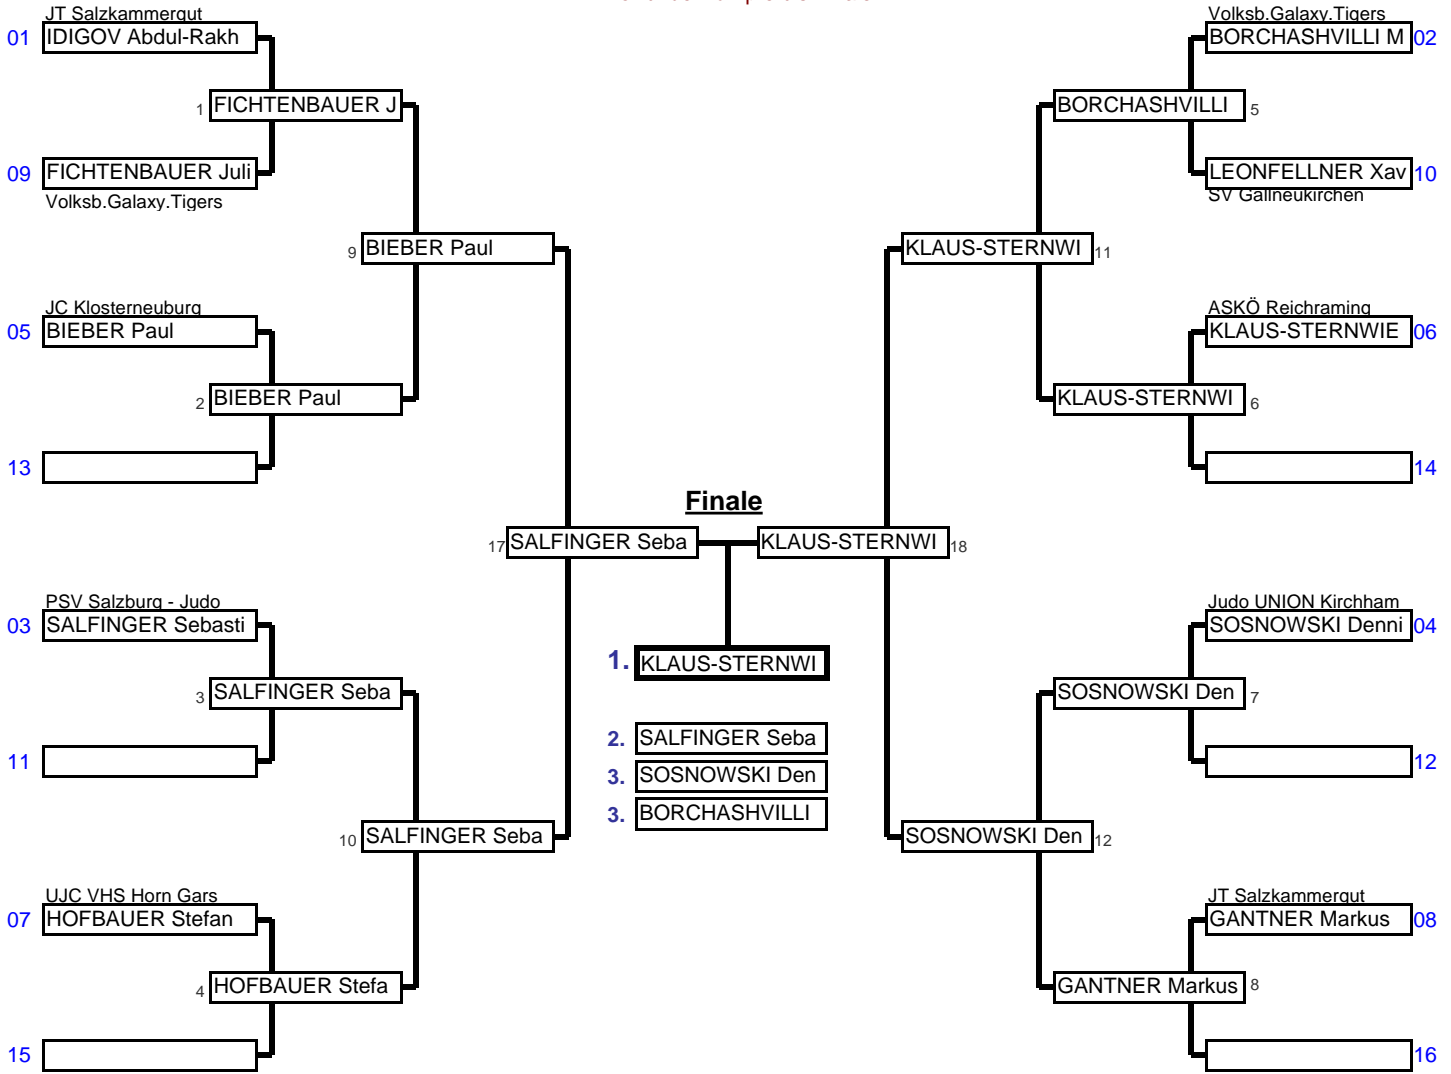 JT Salzkammergut
01 IDIGOV Abdul-Rakh
1 FICHTENBAUER J
09 FICHTENBAUER Juli
Volksb.Galaxy.Tigers
9 BIEBER Paul
JC Klosterneuburg
05 BIEBER Paul
2 BIEBER Paul
13
17 SALFINGER Seba
PSV Salzburg - Judo
03 SALFINGER Sebasti
3 SALFINGER Seba
11
10 SALFINGER Seba
UJC VHS Horn Gars
07 HOFBAUER Stefan
4 HOFBAUER Stefa
15
Finale
1. KLAUS-STERNWI
2. SALFINGER Seba
3. SOSNOWSKI Den
3. BORCHASHVILLI
Volksb.Galaxy.Tigers
BORCHASHVILLI M 02
BORCHASHVILLI 5
LEONFELLNER Xav 10
SV Gallneukirchen
KLAUS-STERNWI 11
ASKÖ Reichraming
KLAUS-STERNWIE 06
KLAUS-STERNWI 6
14
KLAUS-STERNWI 18
Judo UNION Kirchham
SOSNOWSKI Denni 04
SOSNOWSKI Den 7
12
SOSNOWSKI Den 12
JT Salzkammergut
GANTNER Markus 08
GANTNER Markus 8
16